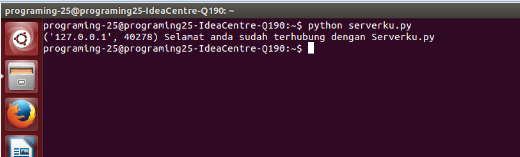 programing-25@programing25-IdeaCentre-Q190: ~
programing-25@programing25-IdeaCentre-Q190:~$ python serverku.py
('127.0.0.1', 40278) Selamat anda sudah terhubung dengan Serverku.py
programing-25@programing25-IdeaCentre-Q190:~$